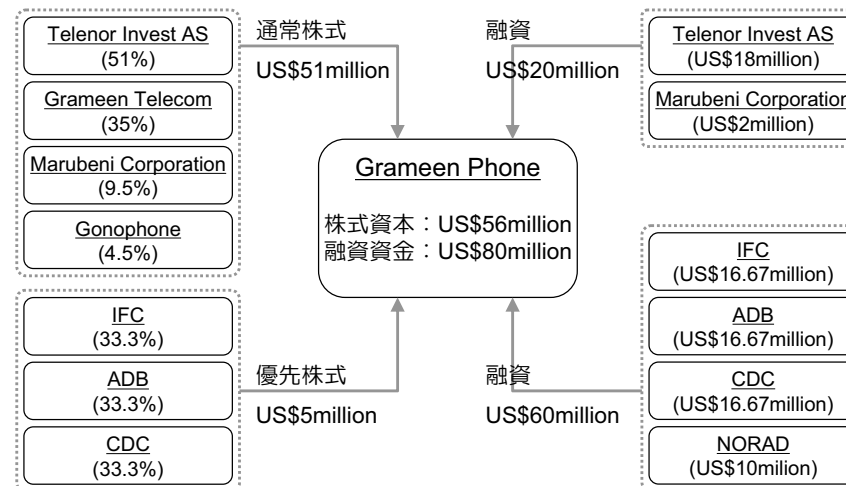 Telenor Invest AS
(51%)
Grameen Telecom
(35%)
Marubeni Corporation
(9.5%)
Gonophone
(4.5%)
通常株式
US$51million
融資
US$20million
Telenor Invest AS
(US$18million)
Marubeni Corporation
(US$2million)
Grameen Phone
株式資本：US$56million
融資資金：US$80million
IFC
(33.3%)
ADB
(33.3%)
CDC
(33.3%)
優先株式
US$5million
融資
US$60million
IFC
(US$16.67million)
ADB
(US$16.67million)
CDC
(US$16.67million)
NORAD
(US$10milion)